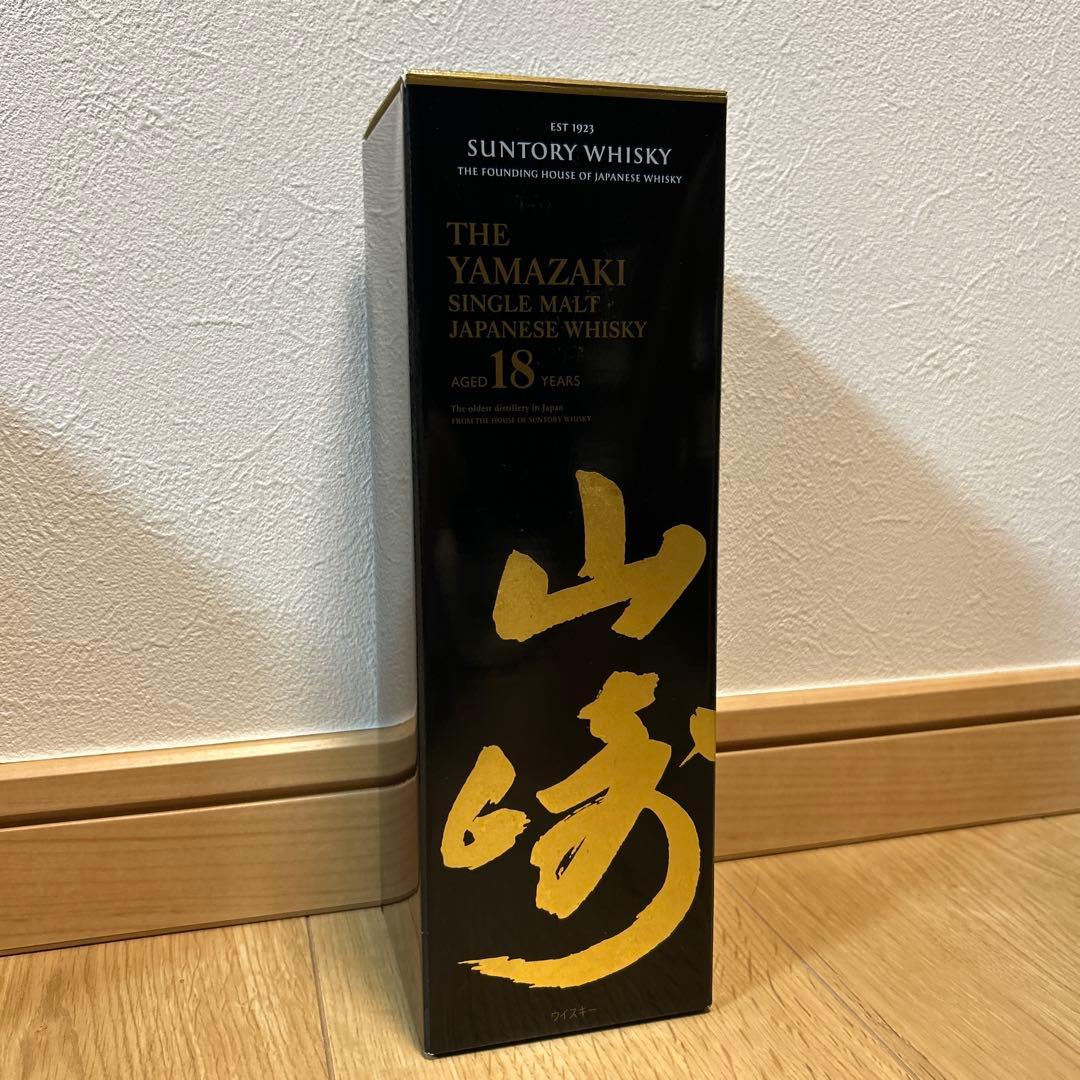 EST 1923
SUNTORY WHISKY
THE FOUNDING HOUSE OF JAPANESE WHISKY
THE
YAMAZAKI
SINGLE MALT
JAPANESE WHISKY
AGED 18 YEARS
The oldest distillery in Japan
FROM THE HOUSE OF SUNTORY WHISKY
山
崎
ウイスキー